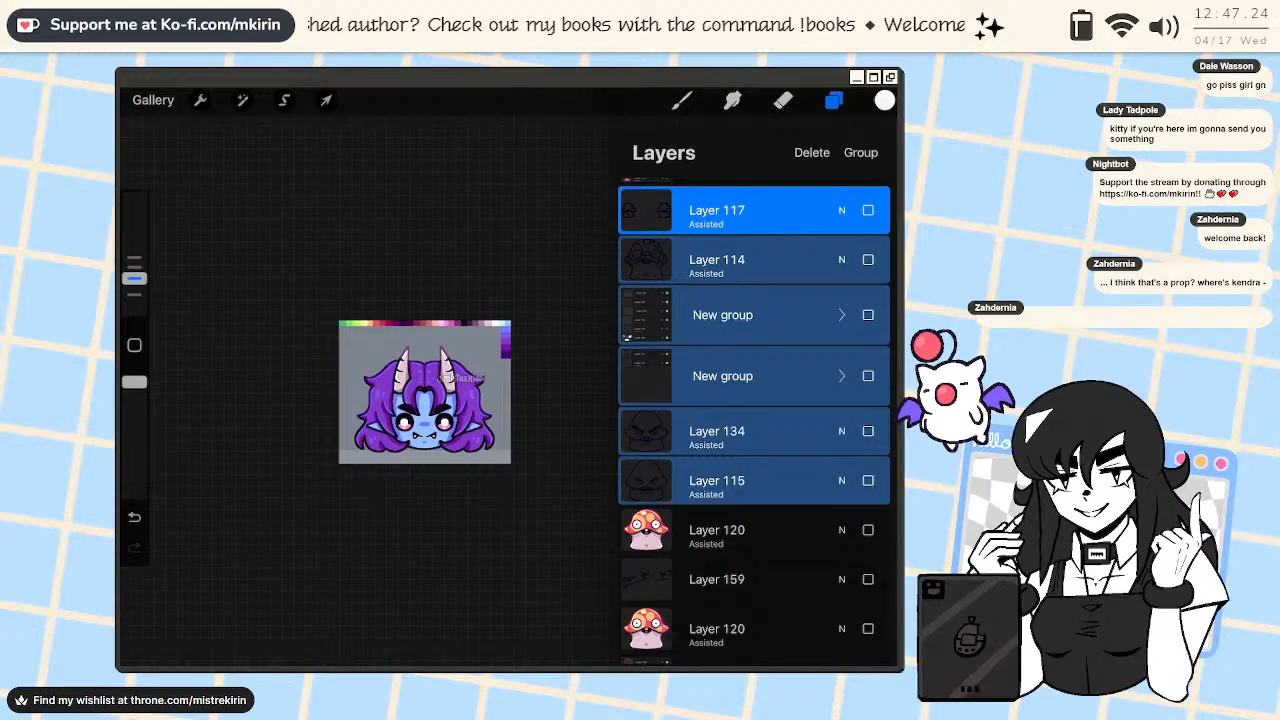 Support me at Ko-fi.com/mkirin
shed author? Check out my books with the command !books ◆ Welcome
12:47.24
04/17 Wed
Gallery
Layers
Delete
Group
Layer 117
N
Assisted
Layer 114
N
Assisted
New group
New group
Layer 134
N
Assisted
Layer 115
N
Assisted
Layer 120
N
Assisted
Layer 159
N
Layer 120
N
Assisted
Dale Wasson
go piss girl gn
Lady Tadpole
kitty if you're here im gonna send you
something
Nightbot
Support the stream by donating through
https://ko-fi.com/mkirin!!
Zahdernia
welcome back!
Zahdernia
... I think that's a prop? where's kendra -
Zahdernia
Find my wishlist at throne.com/mistrekirin